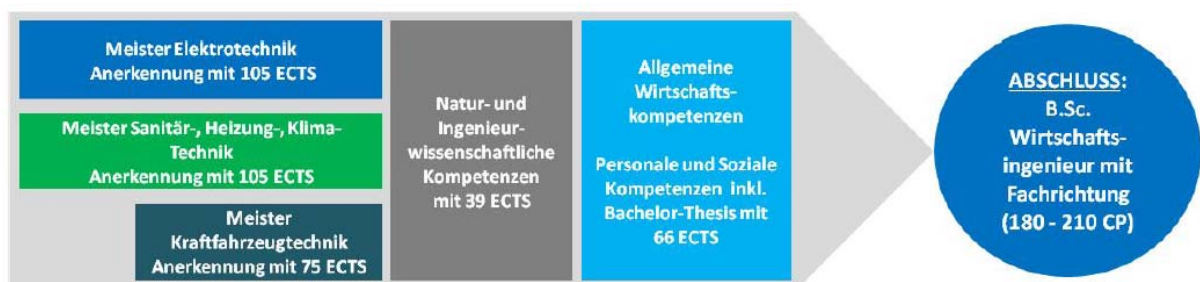 Meister Elektrotechnik
Anerkennung mit 105 ECTS
Meister Sanitär-, Heizung-, Klima-
Technik
Anerkennung mit 105 ECTS
Meister
Kraftfahrzeugtechnik
Anerkennung mit 75 ECTS
Natur- und
Ingenieur-
wissenschaftliche
Kompetenzen
mit 39 ECTS
Allgemeine
Wirtschafts-
kompetenzen
Personale und Soziale
Kompetenzen inkl.
Bachelor-Thesis mit
66 ECTS
ABSCHLUSS:
B.Sc.
Wirtschafts-
ingenieur mit
Fachrichtung
(180 - 210 CP)